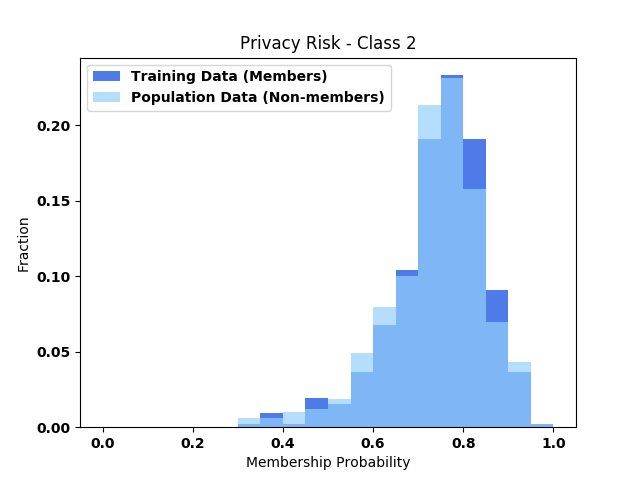 Privacy Risk - Class 2
Training Data (Members)
Population Data (Non-members)
Fraction
0.20
0.15
0.10
0.05
0.00
0.0 0.2 0.4 0.6 0.8 1.0
Membership Probability